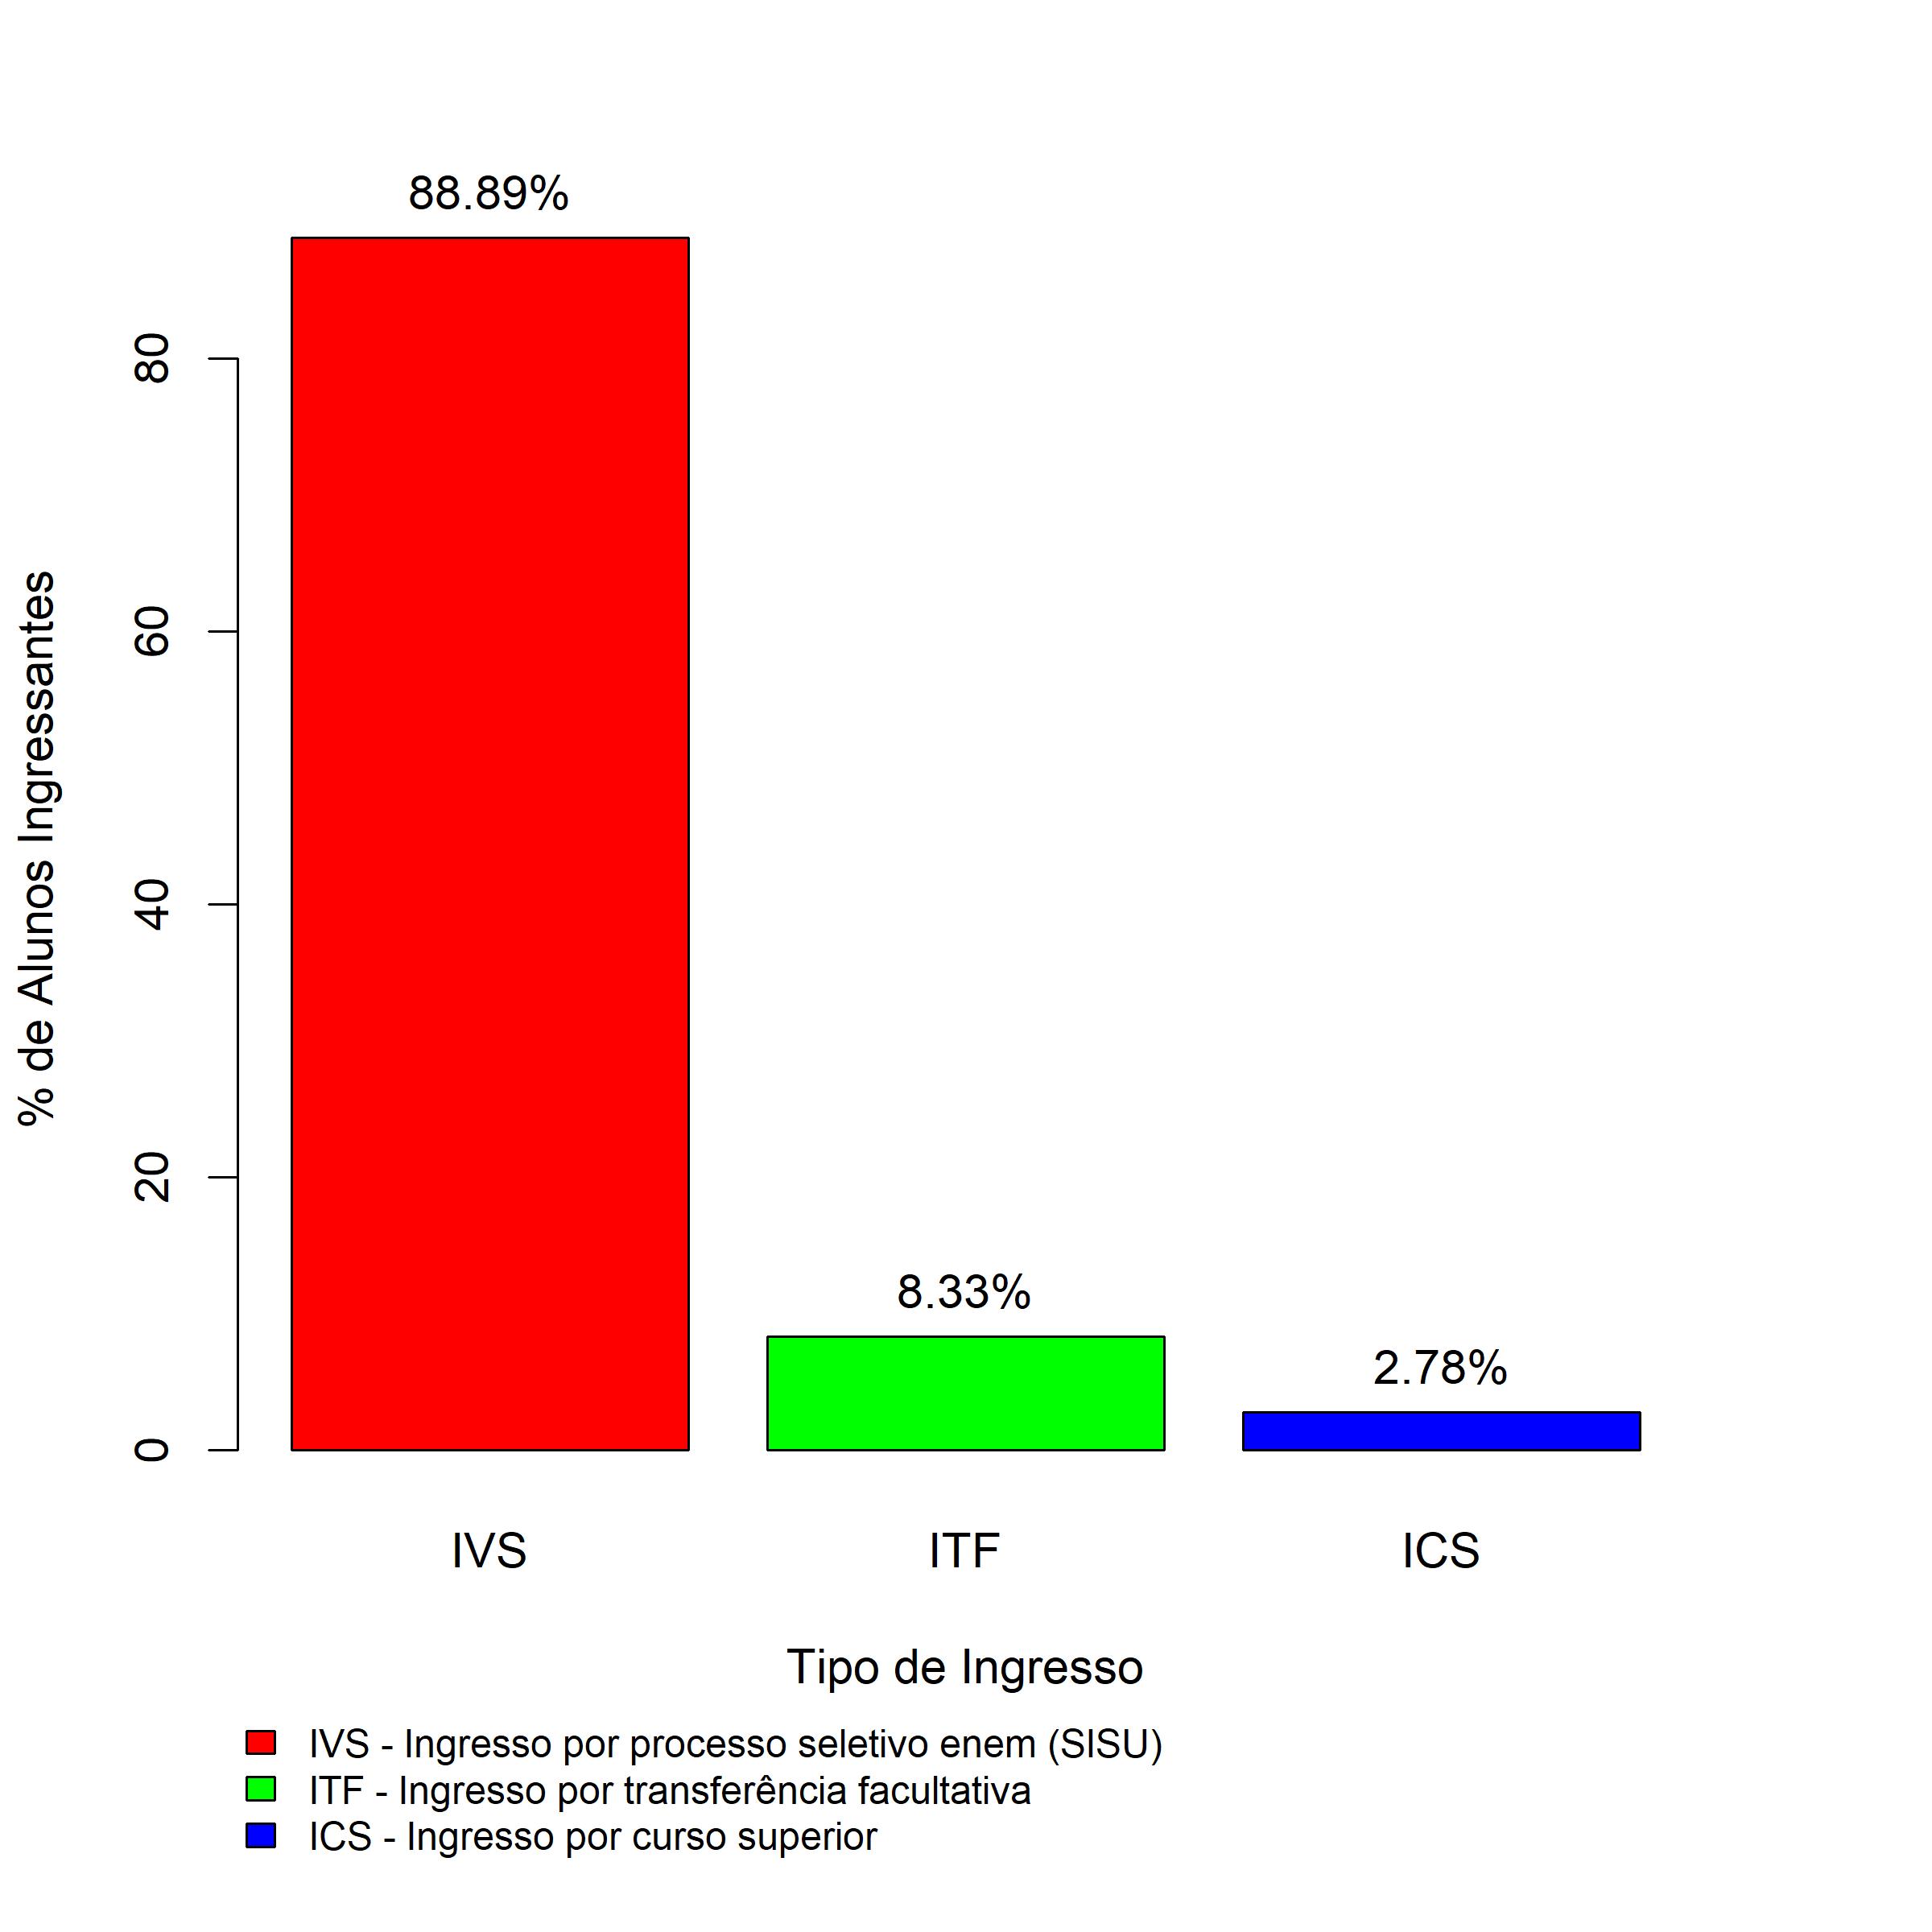 88.89%
80
60
40
20
0
% de Alunos Ingressantes
8.33%
2.78%
IVS
ITF
ICS
Tipo de Ingresso
IVS - Ingresso por processo seletivo enem (SISU)
ITF - Ingresso por transferência facultativa
ICS - Ingresso por curso superior